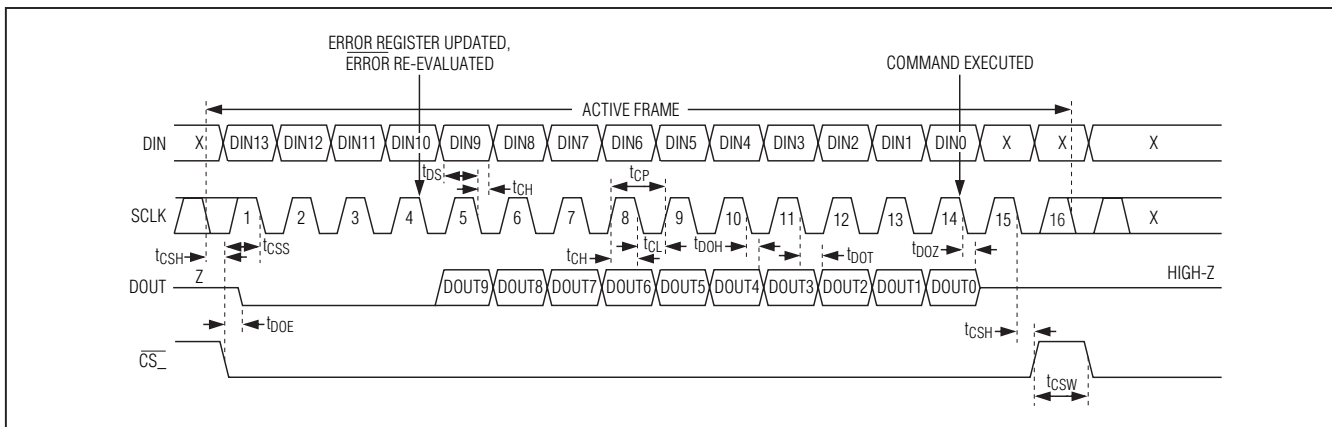 ERROR REGISTER UPDATED,
ERROR RE-EVALUATED
COMMAND EXECUTED
ACTIVE FRAME
DIN X DIN13 DIN12 DIN11 DIN10 DIN9 DIN8 DIN7 DIN6 DIN5 DIN4 DIN3 DIN2 DIN1 DIN0 X X X
tDS tCH tCP
SCLK 1 2 3 4 5 6 7 8 9 10 11 12 13 14 15 16 X
tCSH tCSS tCH tCL tDOH tDOT tDOZ
DOUT Z DOUT9 DOUT8 DOUT7 DOUT6 DOUT5 DOUT4 DOUT3 DOUT2 DOUT1 DOUT0 HIGH-Z
tDOE tCSH
CS_
tCSW